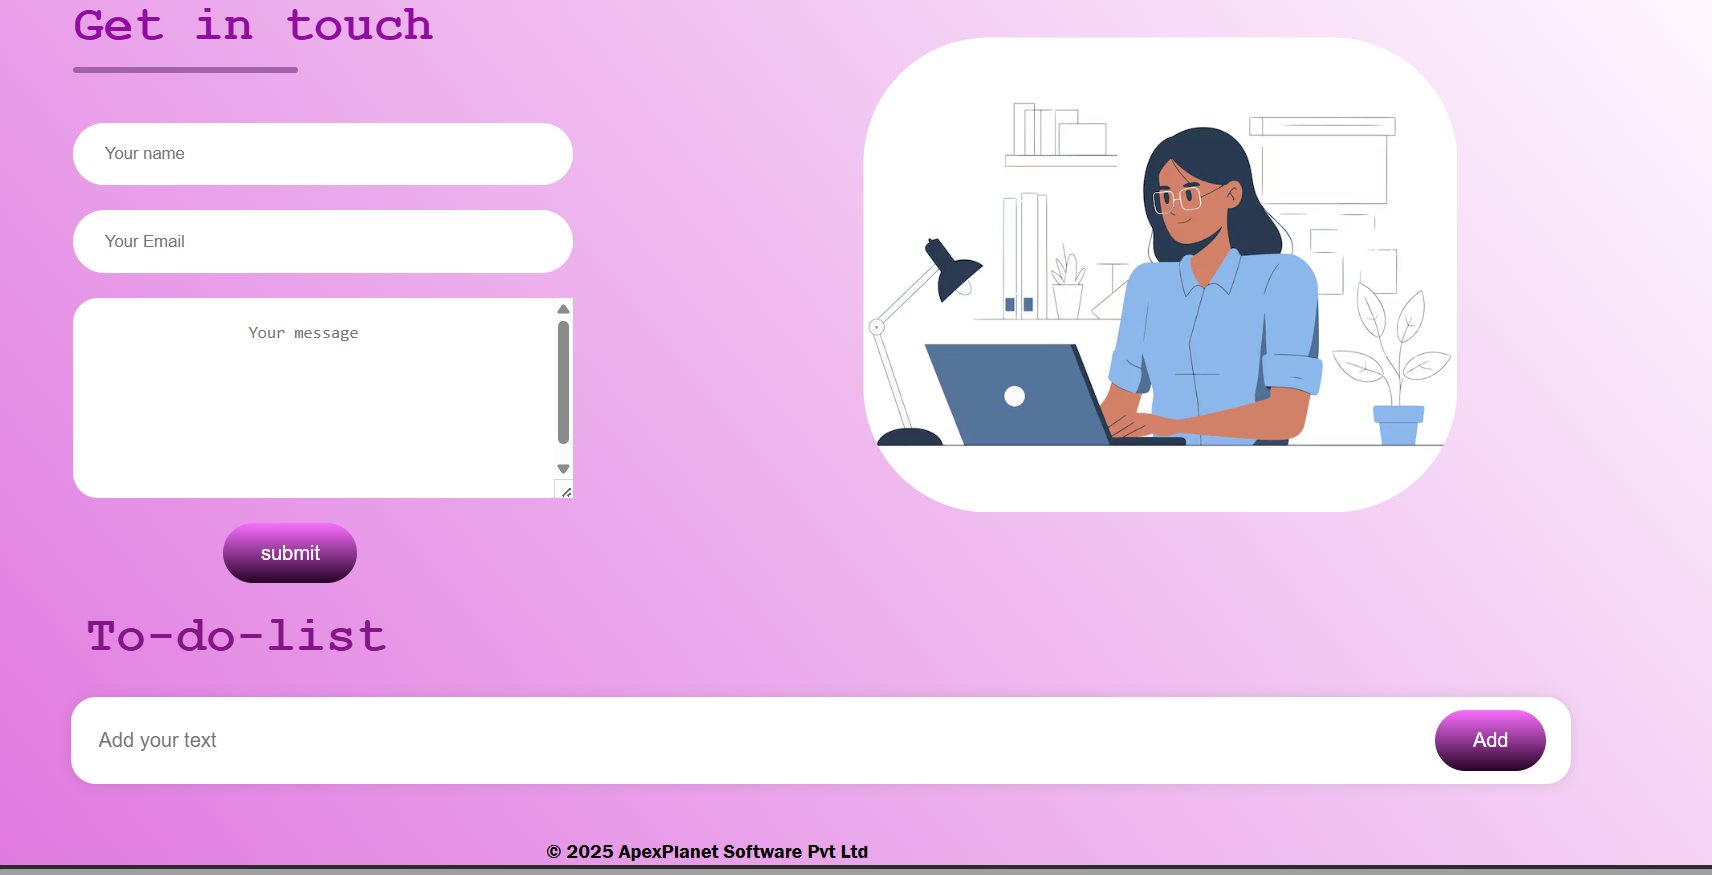 Get in touch
Your name
Your Email
Your message
submit
To-do-list
Add your text
Add
© 2025 ApexPlanet Software Pvt Ltd